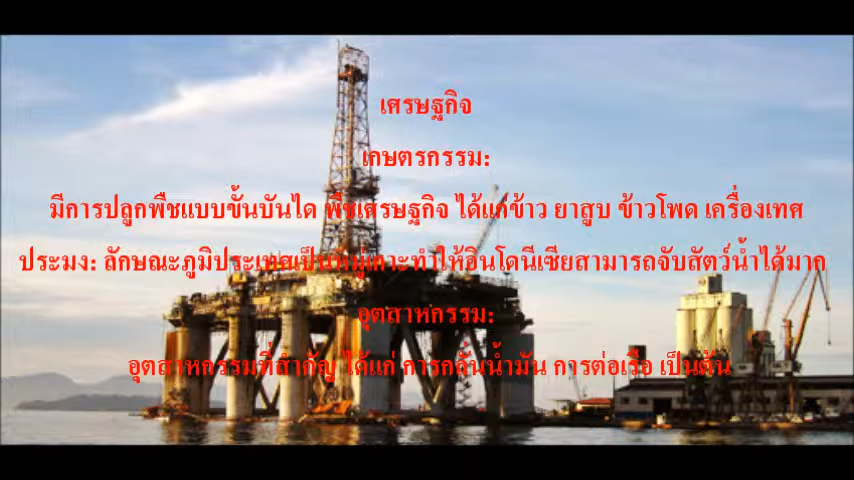 เศรษฐกิจ
เกษตรกรรม:
มีการปลูกพืชแบบขั้นบันได พืชเศรษฐกิจ ได้แก่ข้าว ยาสูบ ข้าวโพด เครื่องเทศ
ประมง: ลักษณะภูมิประเทศเป็นหมู่เกาะทำให้อินโดนีเซียสามารถจับสัตว์น้ำได้มาก
อุตสาหกรรม:
อุตสาหกรรมที่สำคัญ ได้แก่ การกลั่นน้ำมัน การต่อเรือ เป็นต้น